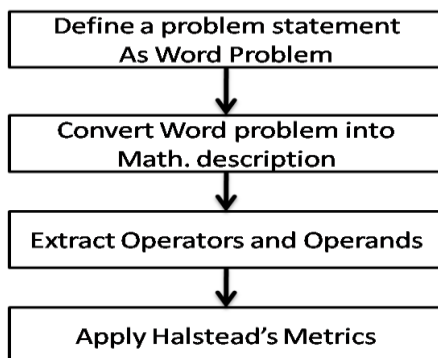 Define a problem statement
As Word Problem
Convert Word problem into
Math. description
Extract Operators and Operands
Apply Halstead's Metrics